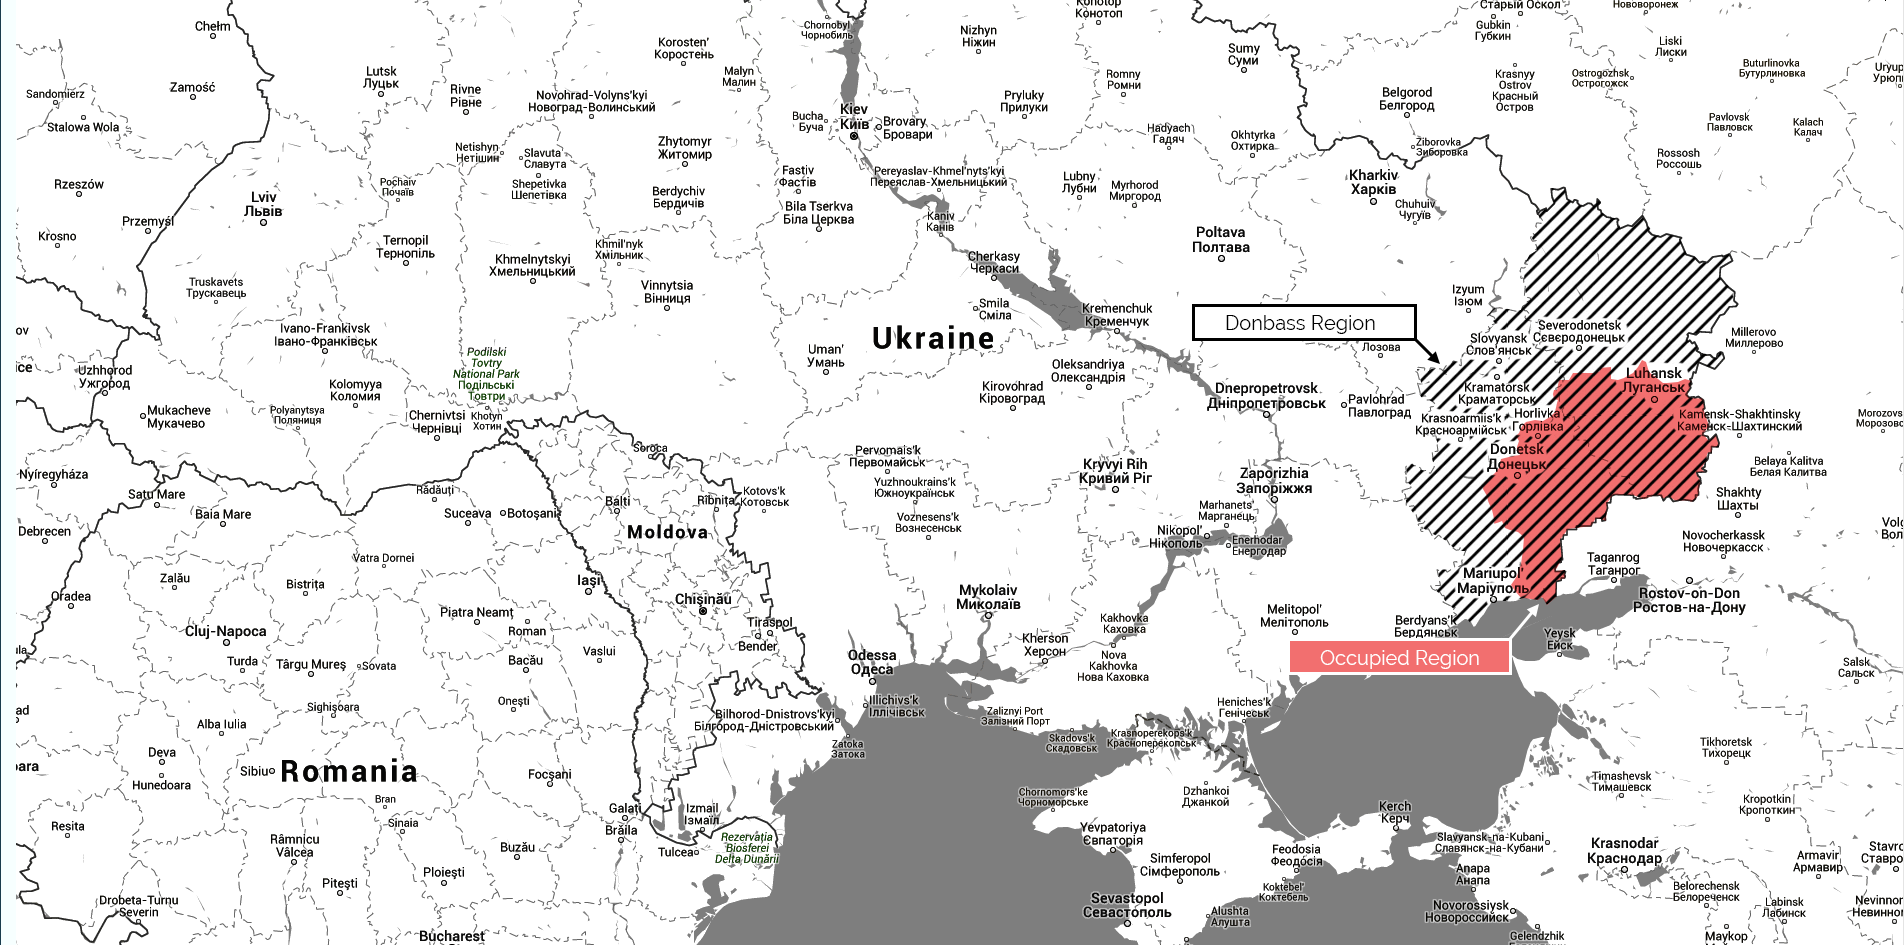 Chełm
Chornobyl
Чорнобиль
Konotop
Конотоп
Старый Оскол
Нововоронеж
Nizhyn
Ніжин
Gubkin
Губкин
Korosten'
Коростень
Sumy
Суми
Liski
Лиски
Lutsk
Луцьк
Malyn
Малин
Romny
Ромни
Krasnyy
Ostrov
Красный
Остров
Ostrogozhsk
Острогожск
Buturlinovka
Бутурлиновка
Uryup
Урюп
Zamość
Sandomierz
Rivne
Рівне
Novohrad-Volyns'kyi
Новоград-Волинський
Pryluky
Прилуки
Belgorod
Белгород
Stalowa Wola
Kiev
Київ
Bucha
Буча
Brovary
Бровари
Pavlovsk
Павловск
Kalach
Калач
Hadyach
Гадяч
Okhtyrka
Охтирка
Netishyn
Нетішин
Slavuta
Славута
Zhytomyr
Житомир
Žiborovka
Зиборовка
Rossosh
Россошь
Rzeszów
Pochaiv
Почаїв
Shepetivka
Шепетівка
Berdychiv
Бердичів
Fastiv
Фастів
Pereyaslav-Khmel'nyts'kyi
Переяслав-Хмельницький
Lubny
Лубни
Myrhorod
Миргород
Kharkiv
Харків
Lviv
Львів
Bila Tserkva
Біла Церква
Chuhuiv
Чугуїв
Przemyśl
Krosno
Kaniv
Канів
Poltava
Полтава
Ternopil
Тернопіль
Khmil'nyk
Хмільник
Khmelnytskyi
Хмельницький
Cherkasy
Черкаси
Truskavets
Трускавець
Vinnytsia
Вінниця
Izyum
Ізюм
Smila
Сміла
Kremenchuk
Кременчук
Donbass Region
Severodonetsk
Сєвєродонецьк
Millerovo
Миллерово
Ivano-Frankivsk
Івано-Франківськ
Ukraine
Лозова
Slovyansk
Слов'янськ
ov
ice
Uman'
Умань
Podilski
Tovtry
National Park
Подільські
Товтри
Uzhhorod
Ужгород
Oleksandriya
Олександрія
Luhansk
Луганськ
Kolomyya
Коломия
Kirovohrad
Кіровоград
Dnepropetrovsk
Дніпропетровськ
Pavlohrad
Павлоград
Kramatorsk
Краматорськ
Mukacheve
Мукачево
Polyanytsya
Поляниця
Chernivtsi
Чернівці
Khotyn
Хотин
Krasnoarmis'k
Красноармійськ
Horlivka
Горлівка
Kamensk-Shakhtinsky
Каменск-Шахтинский
Morozovs
Морозовс
Soroca
Pervomais'k
Первомайськ
Donetsk
Донецьк
Belaya Kalitva
Белая Калитва
Nyíregyháza
Kryvyi Rih
Кривий Ріг
Zaporizhia
Запоріжжя
Yuzhnoukrains'k
Южноукраїнськ
Satu Mare
Rădăuți
Bălți
Rîbnița
Kotovs'k
Котовськ
Shakhty
Шахты
Baia Mare
Suceava
Botoșani
Voznesens'k
Вознесенськ
Marhanets'
Марганець
Debrecen
Moldova
Nikopol'
Нікополь
Enerhodar
Енергодар
Novocherkassk
Новочеркасск
Volg
Вол
Vatra Dornei
Taganrog
Таганрог
Zalău
Bistrița
Iași
Mariupol'
Маріуполь
Oradea
Chișinău
Mykolaiv
Миколаїв
Rostov-on-Don
Ростов-на-Дону
Piatra Neamț
Melitopol'
Мелітополь
Kakhovka
Каховка
Berdyans'k
Бердянськ
Cluj-Napoca
Roman
Tiraspol
Bender
Kherson
Херсон
Yeysk
Ейск
ula
Turda
Târgu Mureș
Sovata
Bacău
Vaslui
Odessa
Одеса
Nova
Kakhovka
Нова Каховка
Occupied Region
Salsk
Сальск
Onești
Illichivs'k
Іллічівськ
Sighișoara
ad
Alba Iulia
Bilhorod-Dnistrovs'kyi
Білгород-Дністровський
Zaliznyi Port
Залізний Порт
Heniches'k
Генічеськ
Deva
Zatoka
Затока
Skadovs'k
Скадовськ
Krasnoperekops'k
Красноперекопськ
Tikhoretsk
Тихорецк
ara
Sibiu
Romania
Focșani
Hunedoara
Timashevsk
Тимашевск
Bran
Galați
Izmail
Ізмаїл
Chornomors'ke
Чорноморське
Dzhankoi
Джанкой
Kerch
Керч
Kropotkin
Кропоткин
Resita
Sinaia
Brăila
Râmnicu
Vâlcea
Buzău
Tulcea
Rezervația
Biosferei
Delta Dunării
Yevpatoriya
Євпаторія
Feodosia
Феодосія
Slavyansk-na-Kubani
Славянск-на-Кубани
Krasnodar
Краснодар
Simferopol
Сімферополь
Armavir
Армавир
Stavro
Ставро
Pitești
Ploiești
Koktebel'
Коктебель
Anapa
Анапа
Belorechensk
Белореченск
Drobeta-Turnu
Severin
Sevastopol
Севастополь
Alushta
Алушта
Novorossiysk
Новороссийск
Labinsk
Лабинск
Nevinnom
Невинном
Bucharest
Gelendzhik
Maykop